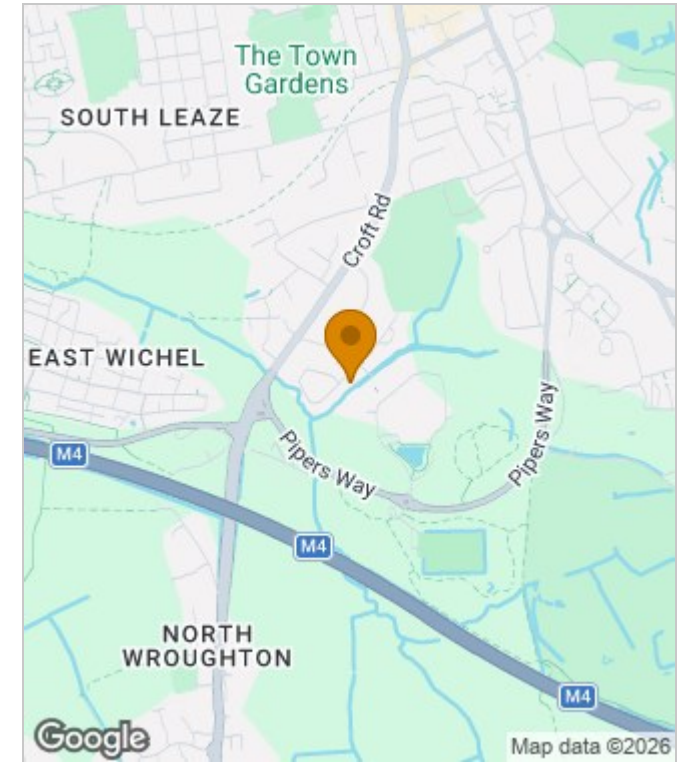 The Town
Gardens
SOUTH LEAZE
Croft Rd
EAST WICHEL
Pipers Way
Pipers Way
M4
M4
NORTH
WROUGHTON
M4
Google
Map data ©2026